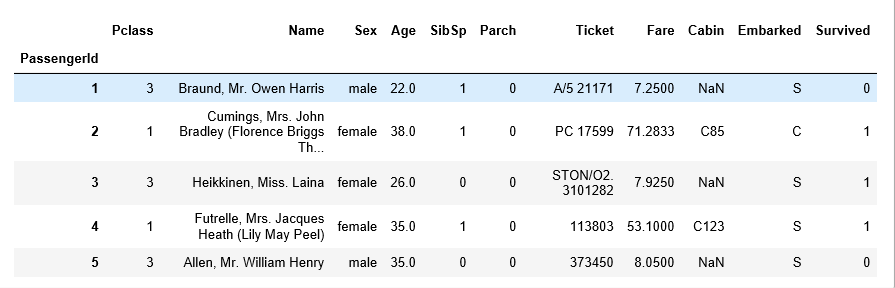 Pclass Name Sex Age SibSp Parch Ticket Fare Cabin Embarked Survived
PassengerId
1 3 Braund, Mr. Owen Harris male 22.0 1 0 A/5 21171 7.2500 NaN S 0
Cumings, Mrs. John
2 1 Bradley (Florence Briggs female 38.0 1 0 PC 17599 71.2833 C85 C 1
Th...
3 3 Heikkinen, Miss. Laina female 26.0 0 0 STON/O2. 7.9250 NaN S 1
3101282
4 1 Futrelle, Mrs. Jacques female 35.0 1 0 113803 53.1000 C123 S 1
Heath (Lily May Peel)
5 3 Allen, Mr. William Henry male 35.0 0 0 373450 8.0500 NaN S 0